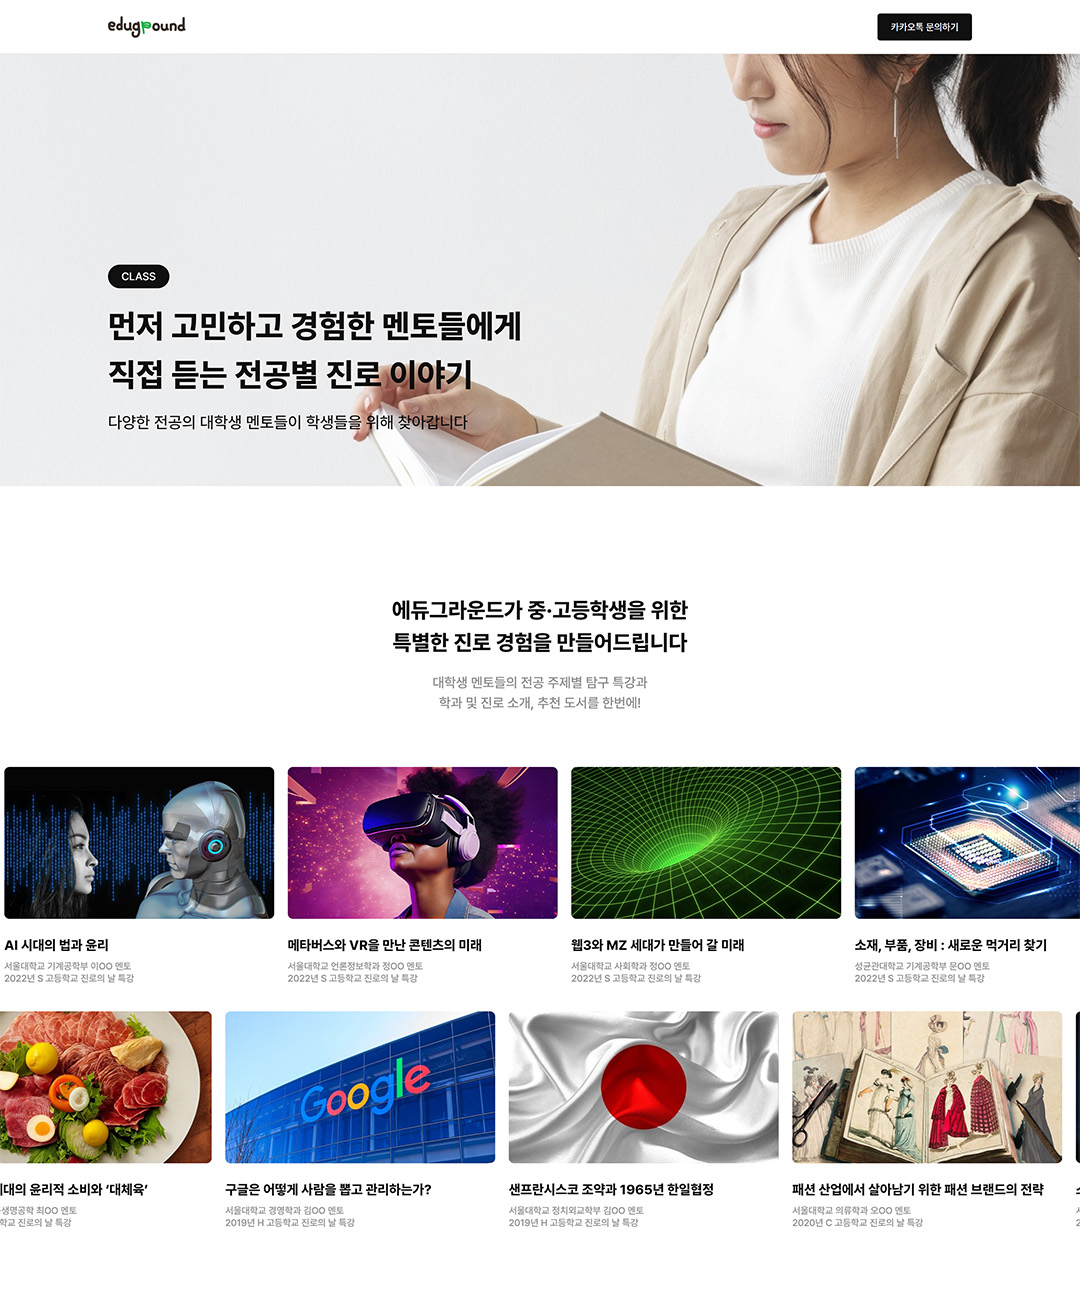 eduground
카카오톡 문의하기
CLASS
먼저 고민하고 경험한 멘토들에게
직접 듣는 전공별 진로 이야기
다양한 전공의 대학생 멘토들이 학생들을 위해 찾아갑니다
에듀그라운드가 중·고등학생을 위한
특별한 진로 경험을 만들어드립니다
대학생 멘토들의 전공 주제별 탐구 특강과
학과 및 진로 소개, 추천 도서를 한번에!
AI 시대의 법과 윤리
서울대학교 기계공학부 이OO 멘토
2022년 S 고등학교 진로의 날 특강
메타버스와 VR을 만난 콘텐츠의 미래
서울대학교 언론정보학과 정OO 멘토
2022년 S 고등학교 진로의 날 특강
웹3와 MZ 세대가 만들어 갈 미래
서울대학교 사회학과 정OO 멘토
2022년 S 고등학교 진로의 날 특강
소재, 부품, 장비 : 새로운 먹거리 찾기
성균관대학교 기계공학부 문OO 멘토
2022년 S 고등학교 진로의 날 특강
대의 윤리적 소비와 ‘대체육’
생명공학 최OO 멘토
학교 진로의 날 특강
Google
구글은 어떻게 사람을 뽑고 관리하는가?
서울대학교 경영학과 김OO 멘토
2019년 H 고등학교 진로의 날 특강
샌프란시스코 조약과 1965년 한일협정
서울대학교 정치외교학부 김OO 멘토
2019년 H 고등학교 진로의 날 특강
패션 산업에서 살아남기 위한 패션 브랜드의 전략
서울대학교 의류학과 오OO 멘토
2020년 C 고등학교 진로의 날 특강